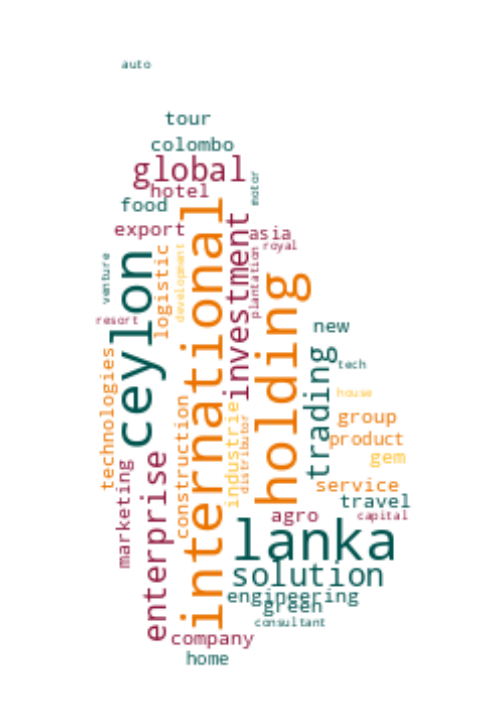 auto
tour
colombo
global
hotel
motor
food
export
asia
royal
international
investment
ceylon
logistic
development
plantation
venture
holding
resort
new
trading
tech
technologies
house
construction
industrie
distributor
group
product
gem
enterprise
marketing
service
travel
agro
capital
lanka
solution
engineering
green
consultant
company
home